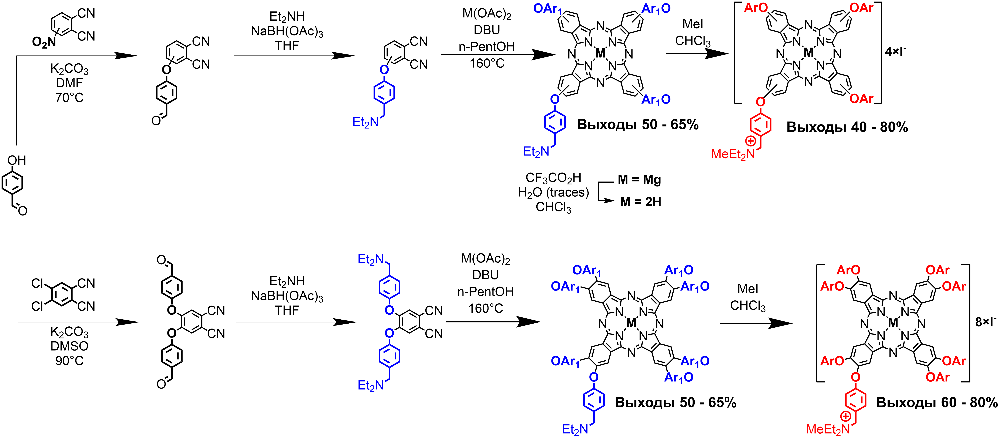 CN
CN
O₂N
K₂CO₃
DMF
70°C
CN
CN
O
O
Et₂NH
NaBH(OAc)₃
THF
CN
CN
O
Et₂N
M(OAc)₂
DBU
n-PentOH
160°C
OAr₁
Ar₁O
N
N
N
N
M
N
N
N
N
O
Ar₁O
Et₂N
Выходы 50 - 65%
MeI
CHCl₃
ArO
OAr
N
N
N
N
M
N
N
N
N
O
OAr
4×I⁻
+
MeEt₂N
Выходы 40 - 80%
CF₃CO₂H
H₂O (traces)
CHCl₃
M = Mg
M = 2H
OH
O
Cl
CN
Cl
CN
K₂CO₃
DMSO
90°C
O
O
CN
O
CN
O
Et₂NH
NaBH(OAc)₃
THF
Et₂N
O
CN
O
CN
Et₂N
M(OAc)₂
DBU
n-PentOH
160°C
OAr₁
Ar₁O
OAr₁
Ar₁O
N
N
N
N
M
N
N
N
N
OAr₁
Ar₁O
O
Ar₁O
Et₂N
Выходы 50 - 65%
MeI
CHCl₃
ArO
OAr
ArO
OAr
N
N
N
N
M
N
N
N
N
ArO
OAr
O
OAr
8×I⁻
+
MeEt₂N
Выходы 60 - 80%